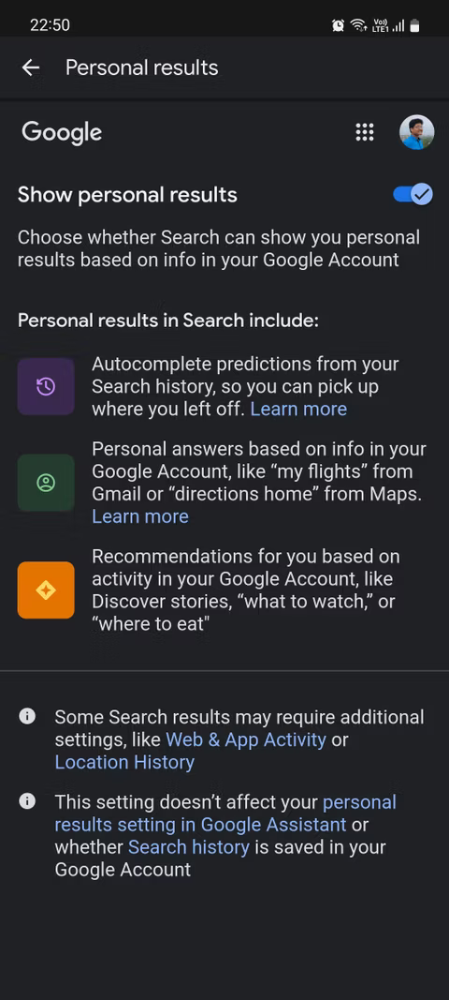 22:50
Vo))
LTE1
Personal results
Google
Show personal results
Choose whether Search can show you personal
results based on info in your Google Account
Personal results in Search include:
Autocomplete predictions from your
Search history, so you can pick up
where you left off. Learn more
Personal answers based on info in your
Google Account, like “my flights” from
Gmail or “directions home” from Maps.
Learn more
Recommendations for you based on
activity in your Google Account, like
Discover stories, “what to watch,” or
“where to eat"
Some Search results may require additional
settings, like Web & App Activity or
Location History
This setting doesn’t affect your personal
results setting in Google Assistant or
whether Search history is saved in your
Google Account